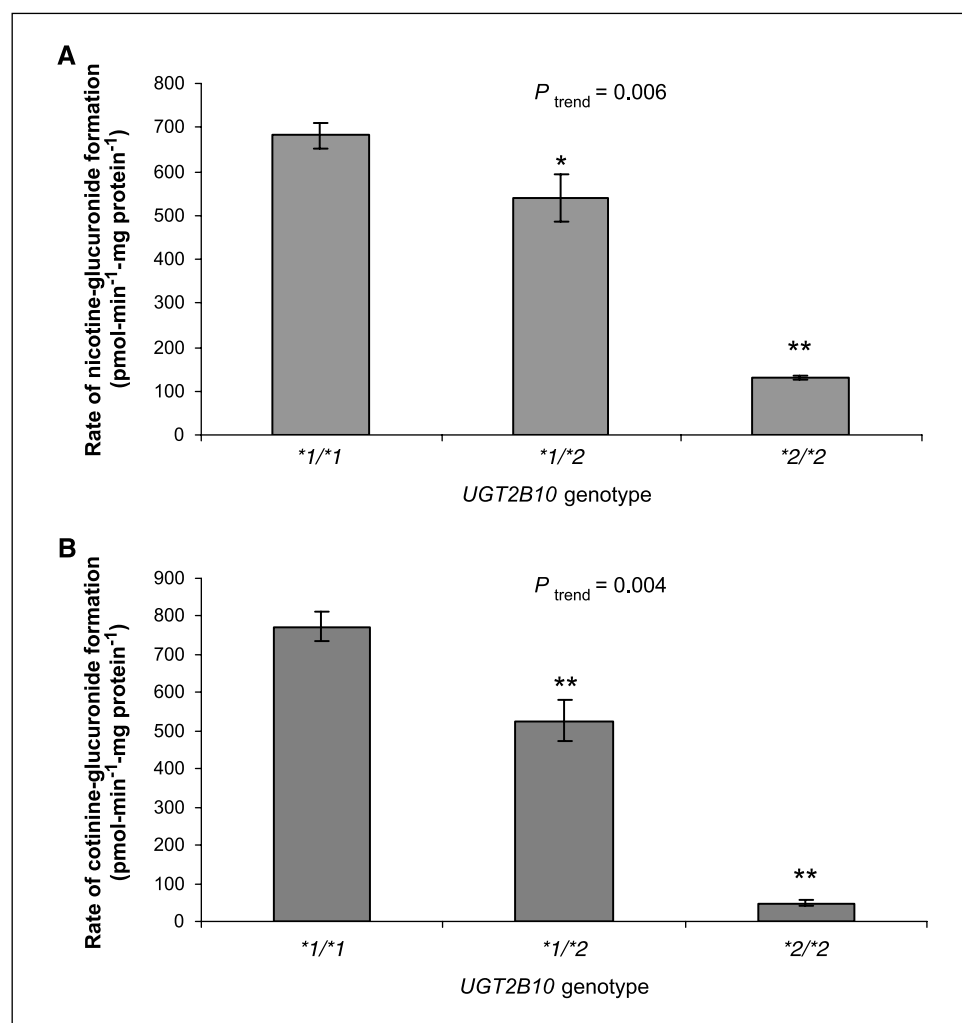 A
Rate of nicotine-glucuronide formation
(pmol-min⁻¹-mg protein⁻¹)
800
700
600
500
400
300
200
100
0
P trend = 0.006
*
**
*1/*1 *1/*2 *2/*2
UGT2B10 genotype
B
Rate of cotinine-glucuronide formation
(pmol-min⁻¹-mg protein⁻¹)
900
800
700
600
500
400
300
200
100
0
P trend = 0.004
**
**
*1/*1 *1/*2 *2/*2
UGT2B10 genotype